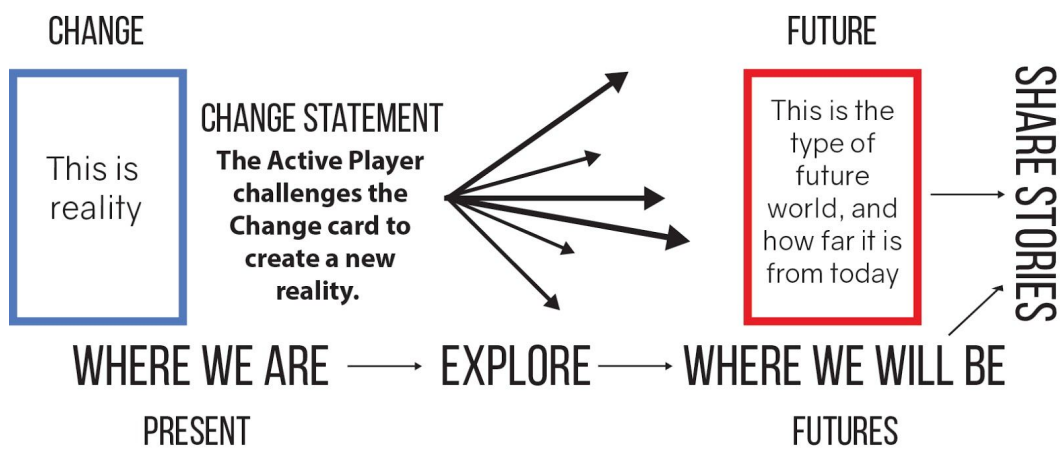 CHANGE
This is
reality
CHANGE STATEMENT
The Active Player
challenges the
Change card to
create a new
reality.
FUTURE
This is the
type of
future
world, and
how far it is
from today
SHARE STORIES
WHERE WE ARE
EXPLORE
WHERE WE WILL BE
PRESENT
FUTURES